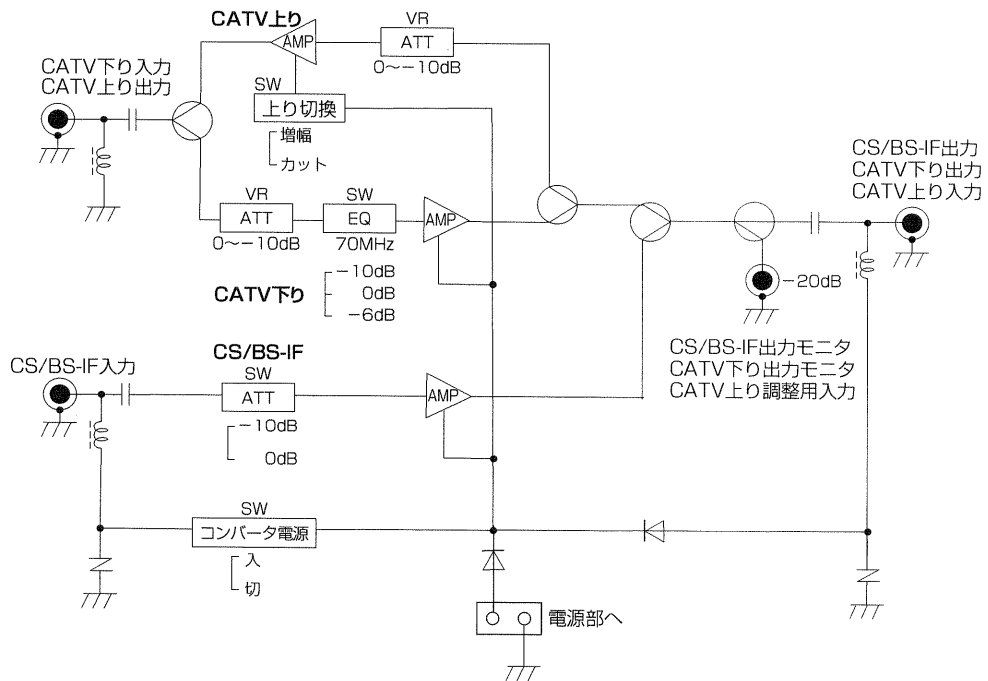 CATV上り
VR
AMP
ATT
0〜−10dB
CATV下り入力
CATV上り出力
SW
上り切換
増幅
カット
VR
ATT
0〜−10dB
SW
EQ
70MHz
−10dB
0dB
−6dB
AMP
CATV下り
CS/BS-IF出力
CATV下り出力
CATV上り入力
−20dB
CS/BS-IF出力モニタ
CATV下り出力モニタ
CATV上り調整用入力
CS/BS-IF入力
CS/BS-IF
SW
ATT
−10dB
0dB
AMP
SW
コンバータ電源
入
切
電源部へ